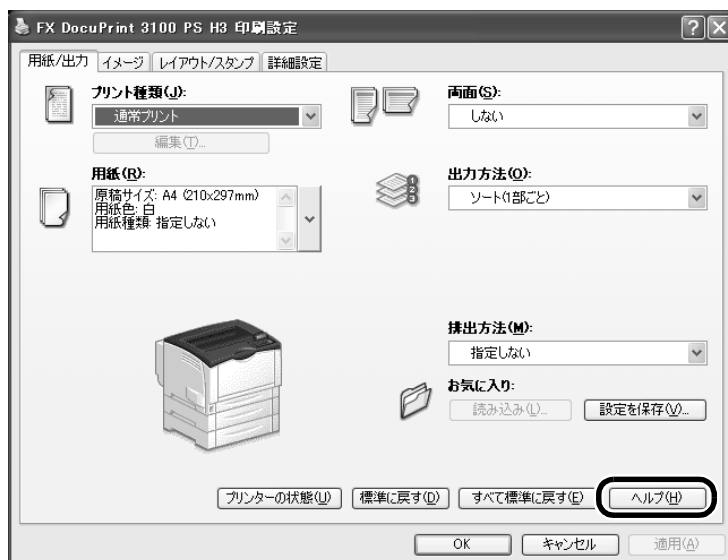 FX DocuPrint 3100 PS H3 印刷設定
用紙/出力 イメージ レイアウト/スタンプ 詳細設定
プリント種類(J):
通常プリント
編集(T)...
用紙(R):
原稿サイズ: A4 (210x297mm)
用紙色: 白
用紙種類: 指定しない
両面(S):
しない
1
2
3
出力方法(O):
ソート(1部ごと)
排出方法(M):
指定しない
お気に入り:
読み込み(L)... 設定を保存(V)...
プリンターの状態(U) 標準に戻す(D) すべて標準に戻す(E) ヘルプ(H)
OK キャンセル 適用(A)